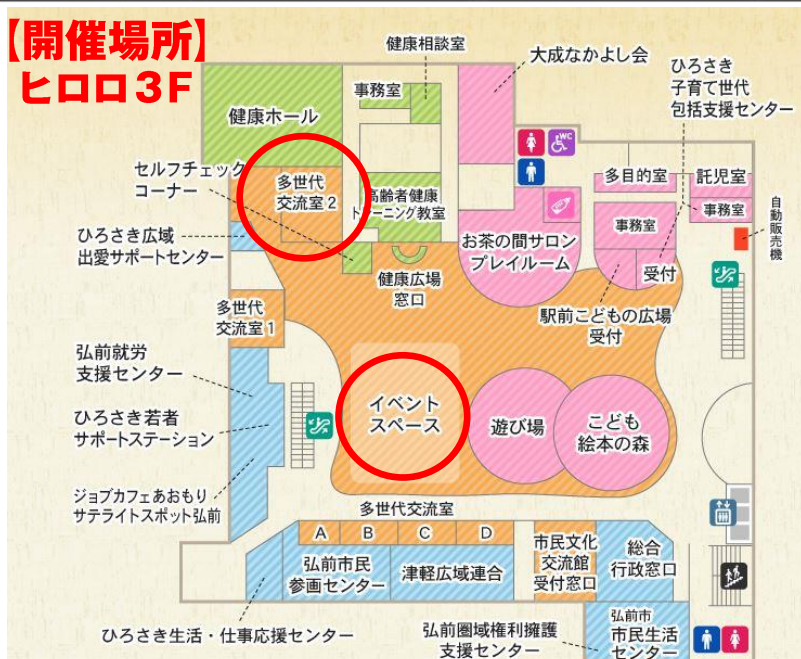 【開催場所】
ヒロロ3F
健康相談室
大成なかよし会
ひろさき
子育て世代
包括支援センター
事務室
健康ホール
WC
セルフチェック
コーナー
多世代
交流室2
高齢者健康
トレーニング教室
多目的室
託児室
事務室
事務室
自動販売機
ひろさき広域
出愛サポートセンター
お茶の間サロン
プレイルーム
健康広場
窓口
受付
駅前こどもの広場
受付
多世代
交流室1
弘前就労
支援センター
ひろさき若者
サポートステーション
ジョブカフェあおもり
サテライトスポット弘前
イベント
スペース
遊び場
こども
絵本の森
多世代交流室
A B C D
弘前市民
参画センター
津軽広域連合
市民文化
交流館
受付窓口
総合
行政窓口
ひろさき生活・仕事応援センター
弘前圏域権利擁護
支援センター
弘前市
市民生活
センター